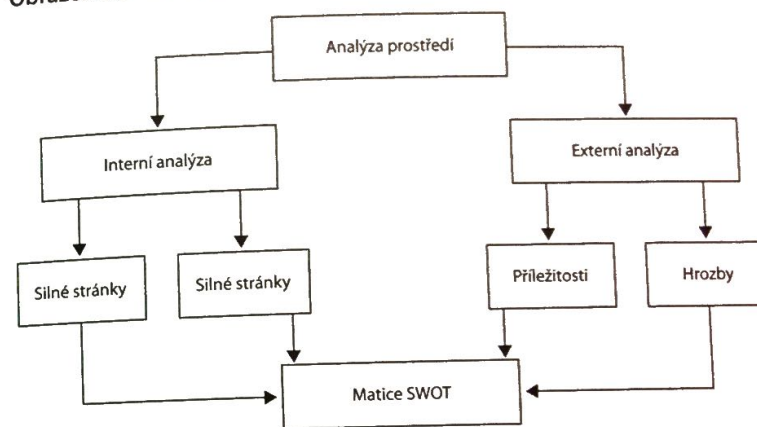 Analýza prostředí
Interní analýza
Externí analýza
Silné stránky
Silné stránky
Příležitosti
Hrozby
Matice SWOT